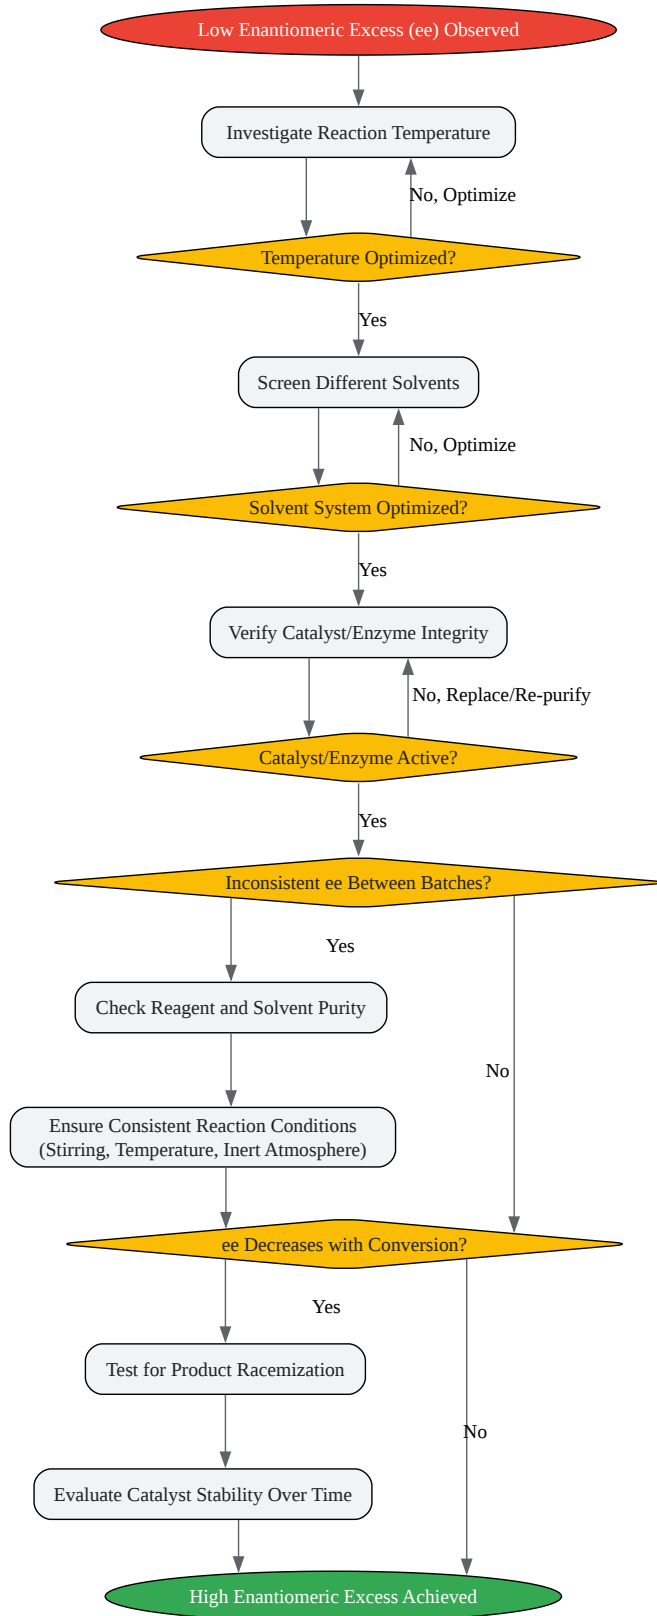 Low Enantiomeric Excess (ee) Observed
Investigate Reaction Temperature
No, Optimize
Temperature Optimized?
Yes
Screen Different Solvents
No, Optimize
Solvent System Optimized?
Yes
Verify Catalyst/Enzyme Integrity
No, Replace/Re-purify
Catalyst/Enzyme Active?
Yes
Inconsistent ee Between Batches?
Yes
Check Reagent and Solvent Purity
No
Ensure Consistent Reaction Conditions
(Stirring, Temperature, Inert Atmosphere)
ee Decreases with Conversion?
Yes
Test for Product Racemization
No
Evaluate Catalyst Stability Over Time
High Enantiomeric Excess Achieved